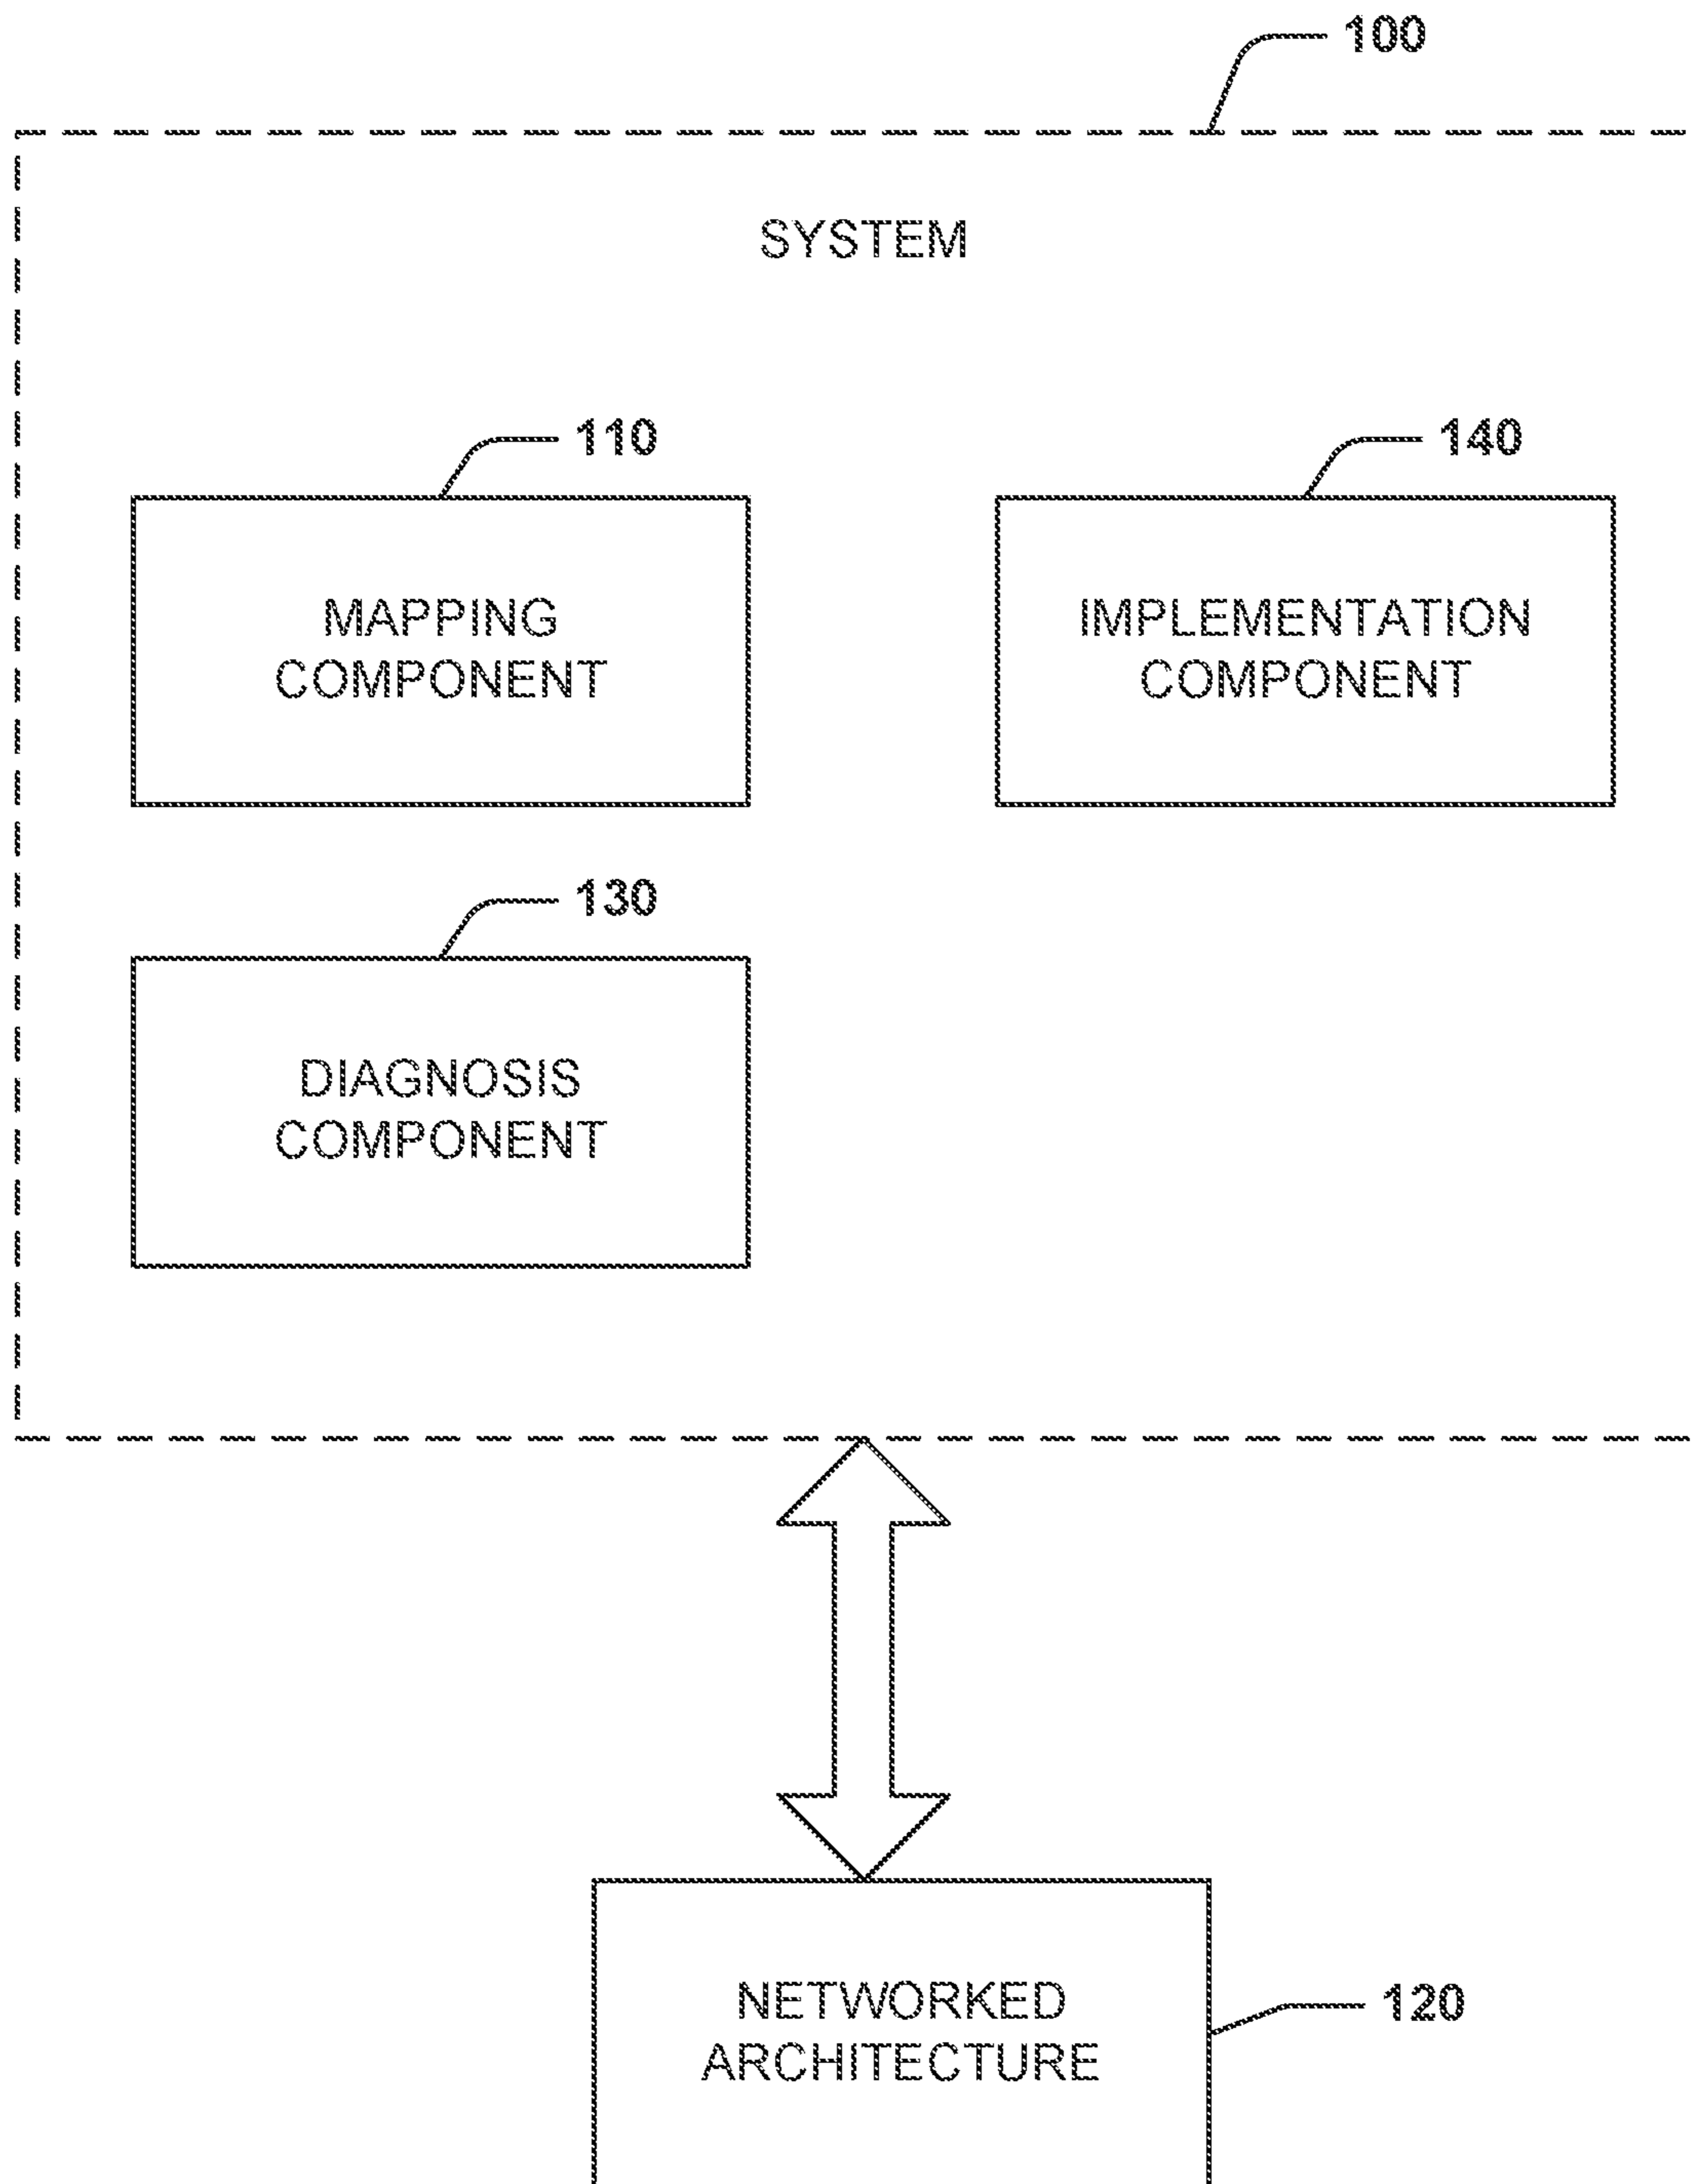 100
SYSTEM
110
140
MAPPING
COMPONENT
IMPLEMENTATION
COMPONENT
130
DIAGNOSIS
COMPONENT
NETWORKED
ARCHITECTURE
120